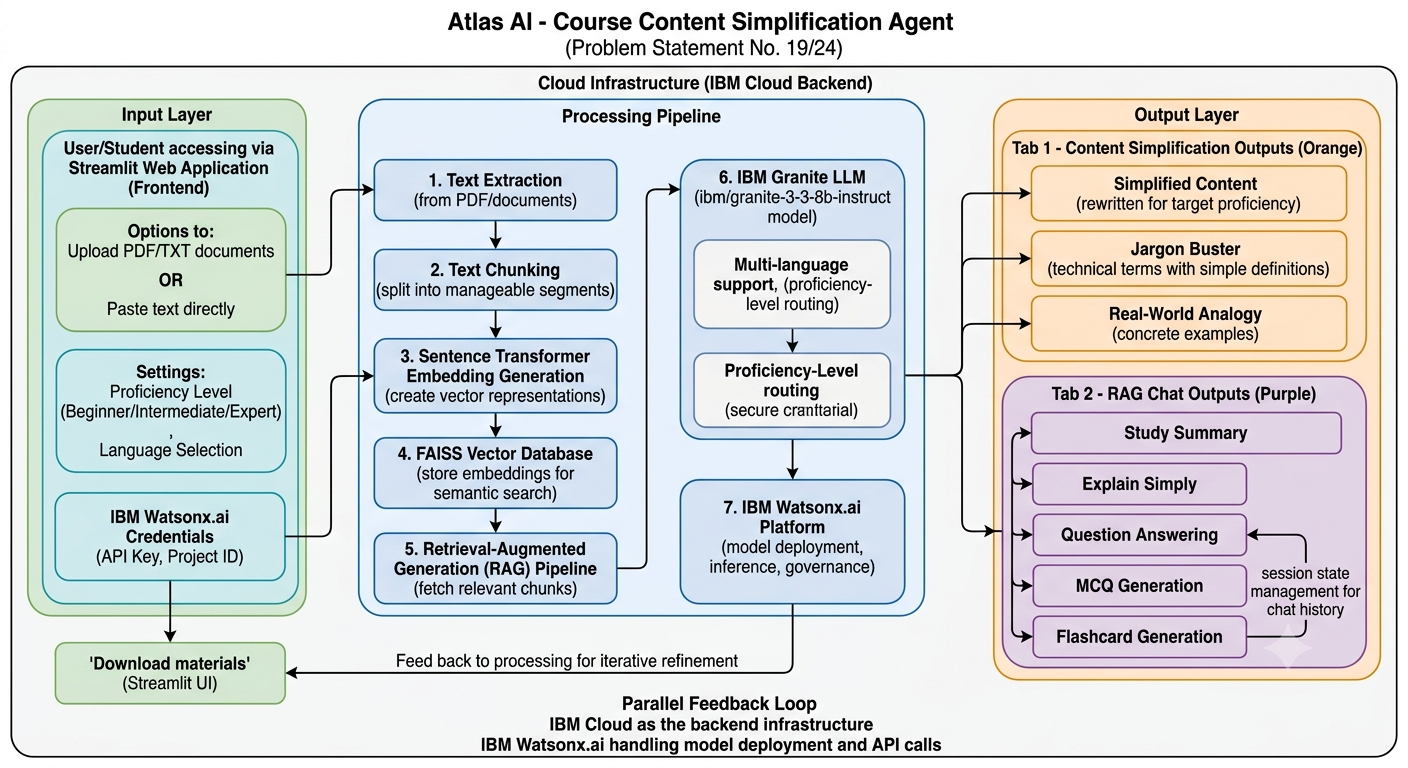 Atlas AI - Course Content Simplification Agent
(Problem Statement No. 19/24)
Cloud Infrastructure (IBM Cloud Backend)
Input Layer
User/Student accessing via
Streamlit Web Application
(Frontend)
Options to:
Upload PDF/TXT documents
OR
Paste text directly
Settings:
Proficiency Level
(Beginner/Intermediate/Expert)
,
Language Selection
IBM Watsonx.ai
Credentials
(API Key, Project ID)
'Download materials'
(Streamlit UI)
Processing Pipeline
1. Text Extraction
(from PDF/documents)
2. Text Chunking
(split into manageable segments)
3. Sentence Transformer
Embedding Generation
(create vector representations)
4. FAISS Vector Database
(store embeddings for
semantic search)
5. Retrieval-Augmented
Generation (RAG) Pipeline
(fetch relevant chunks)
6. IBM Granite LLM
(ibm/granite-3-3-8b-instruct
model)
Multi-language
support, (proficiency-
level routing)
Proficiency-Level
routing
(secure cranttarial)
7. IBM Watsonx.ai
Platform
(model deployment,
inference, governance)
Feed back to processing for iterative refinement
Output Layer
Tab 1 - Content Simplification Outputs (Orange)
Simplified Content
(rewritten for target proficiency)
Jargon Buster
(technical terms with simple definitions)
Real-World Analogy
(concrete examples)
Tab 2 - RAG Chat Outputs (Purple)
Study Summary
Explain Simply
Question Answering
MCQ Generation
Flashcard Generation
session state
management for
chat history
Parallel Feedback Loop
IBM Cloud as the backend infrastructure
IBM Watsonx.ai handling model deployment and API calls